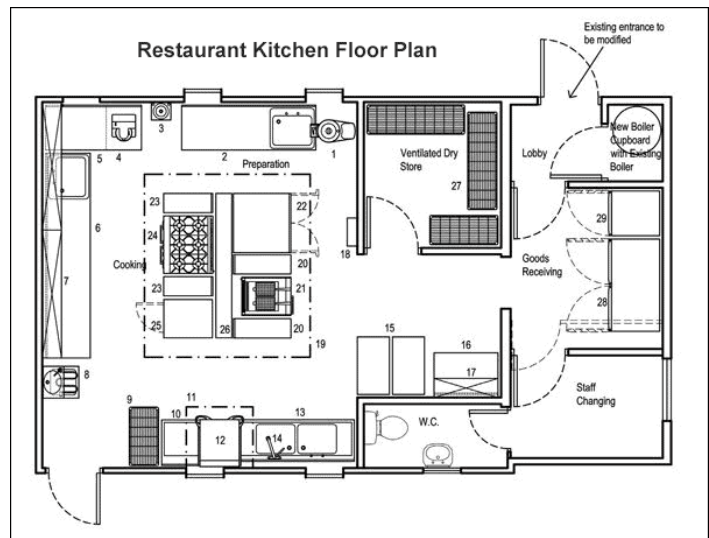 Existing entrance to
be modified
Restaurant Kitchen Floor Plan
3
5
4
2
1
Preparation
Ventilated Dry
Store
27
Lobby
New Boiler
Cupboard
with Existing
Boiler
6
23
22
24
18
29
Cooking
20
Goods
Receiving
7
23
21
25
26
20
19
28
15
16
17
8
Staff
Changing
9
10
11
12
13
14
W.C.